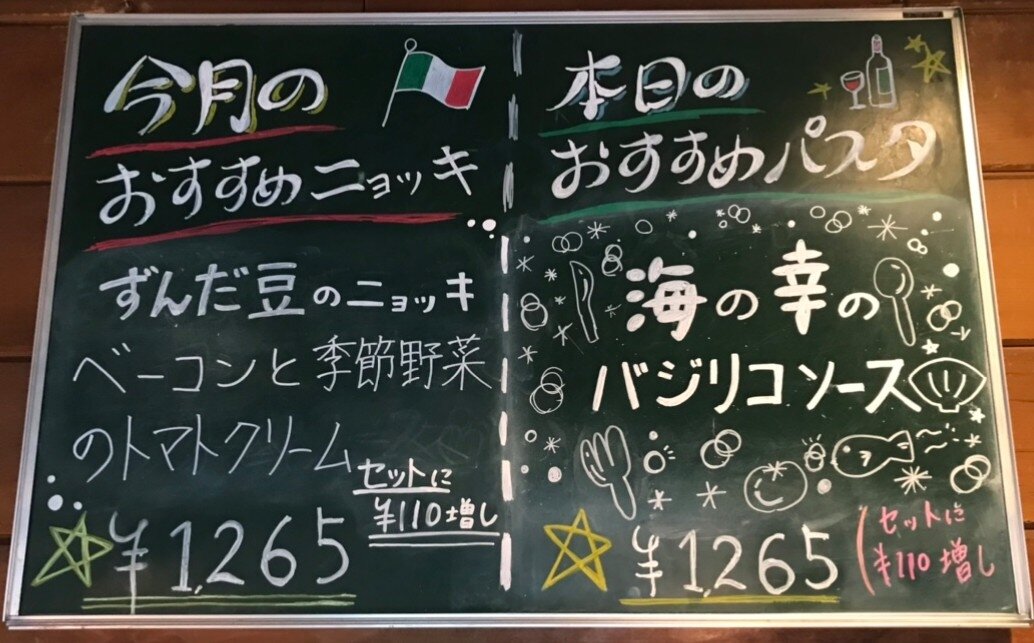 今月の
おすすめニョッキ
ずんだ豆のニョッキ
ベーコンと季節野菜
のトマトクリーム
セットに
¥110増し
¥1,265
本日の
おすすめパスタ
海の幸の
バジリコソース
¥1,265
セットに
¥110増し